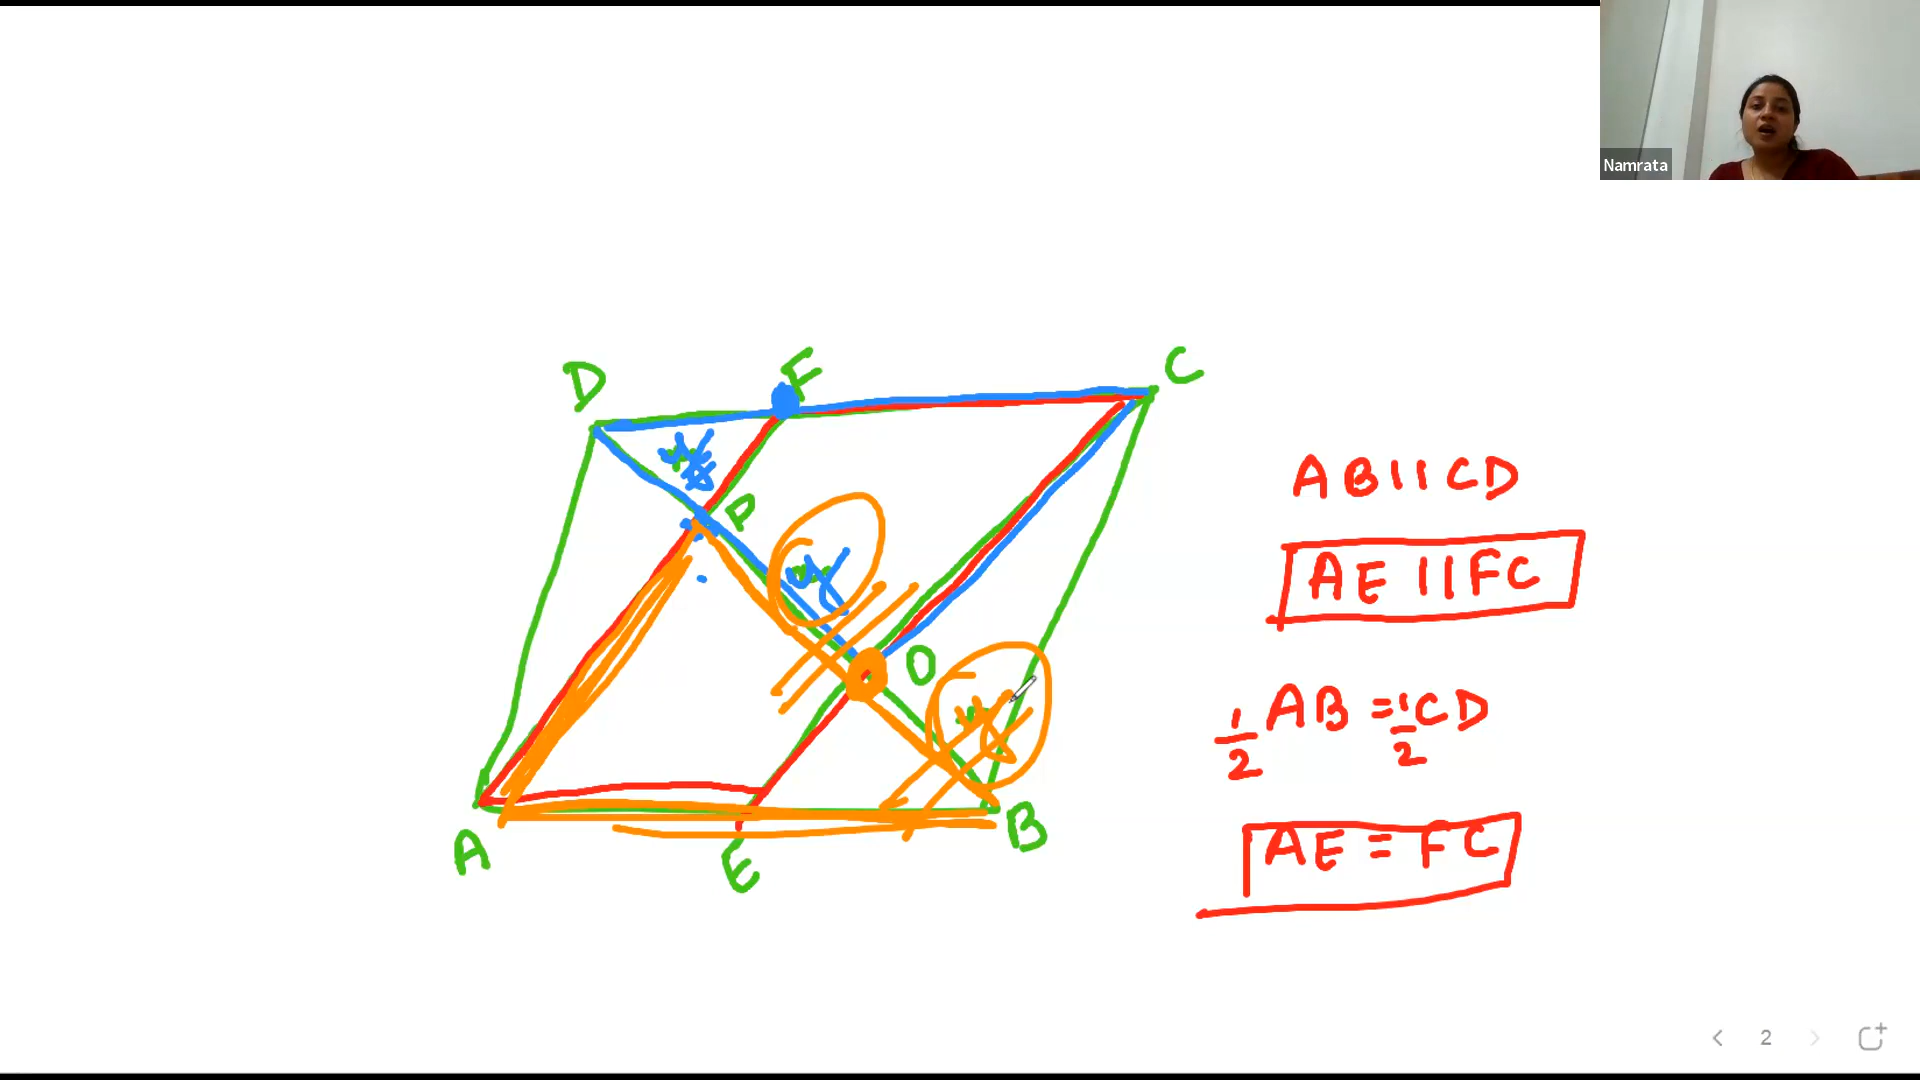 Namrata
D F C
P
O
A E B
AB || CD
AE || FC
1/2 AB = 1/2 CD
AE = FC
2